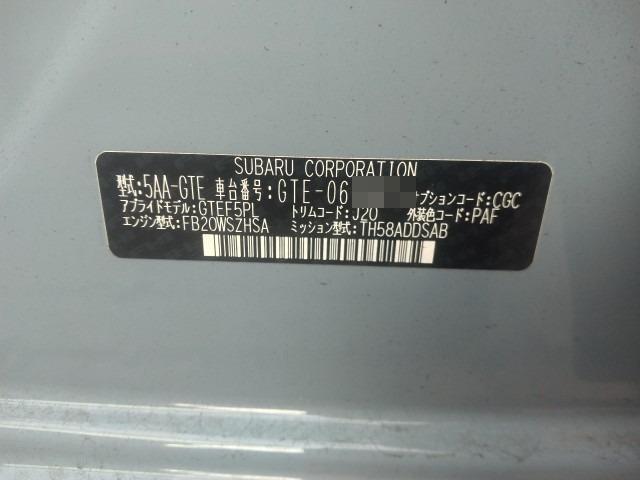 SUBARU CORPORATION
型式:5AA-GTE 車台番号:GTE-06 オプションコード:CGC
アプライドモデル:GTEF5PL トリムコード:J20 外装色コード:PAF
エンジン型式:FB20WSZHSA ミッション型式:TH58ADDSAB